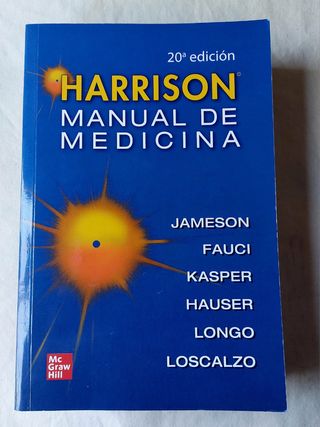 20ª edición
HARRISON®
MANUAL DE
MEDICINA
JAMESON
FAUCI
KASPER
HAUSER
LONGO
LOSCALZO
Mc
Graw
Hill